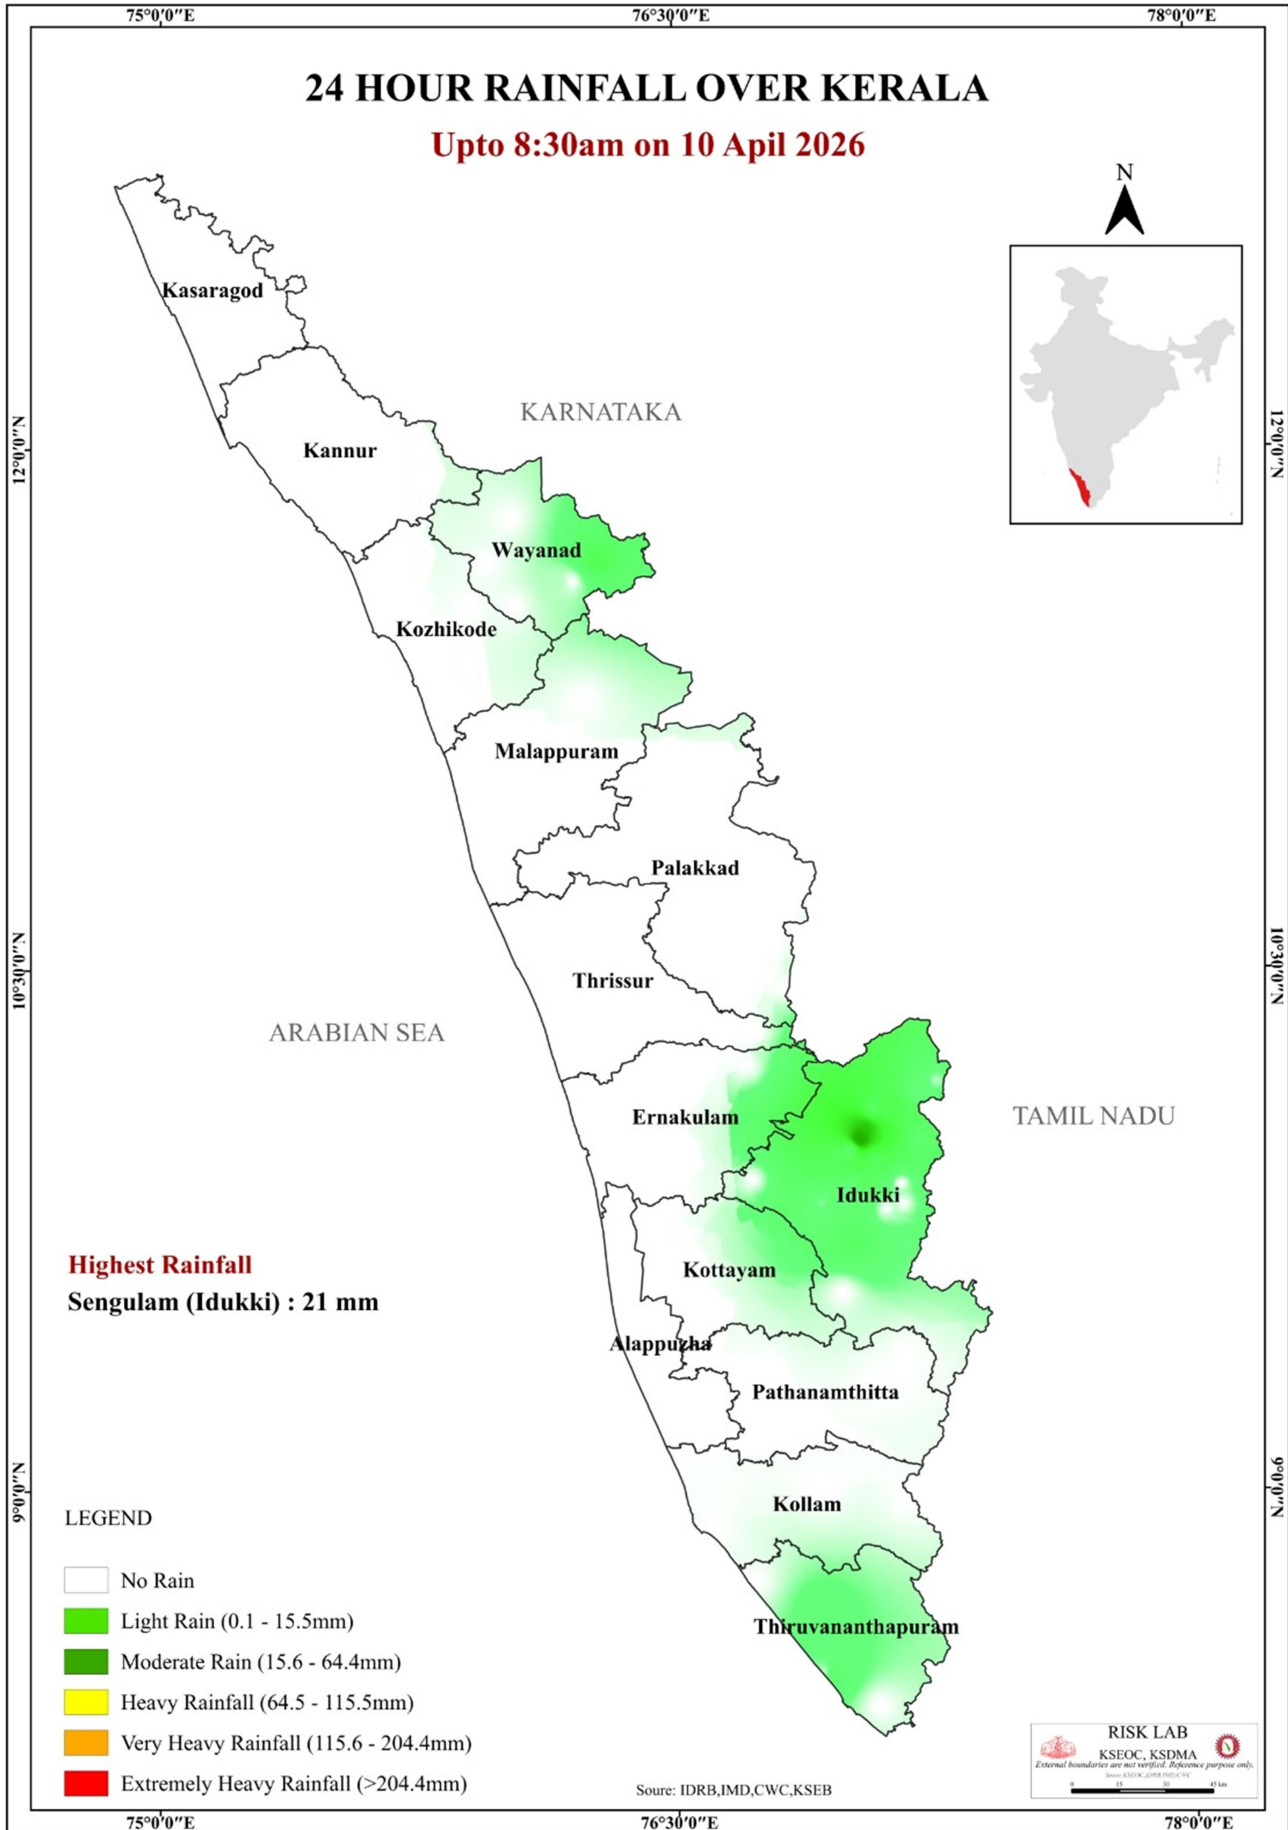 75°0'0"E
76°30'0"E
78°0'0"E
24 HOUR RAINFALL OVER KERALA
Upto 8:30am on 10 Apil 2026
N
Kasaragod
KARNATAKA
12°0'0"N
12°0'0"N
Kannur
Wayanad
Kozhikode
Malappuram
Palakkad
10°30'0"N
10°30'0"N
Thrissur
ARABIAN SEA
Ernakulam
TAMIL NADU
Idukki
Highest Rainfall
Sengulam (Idukki) : 21 mm
Kottayam
Alappuzha
Pathanamthitta
9°0'0"N
9°0'0"N
Kollam
Thiruvananthapuram
LEGEND
No Rain
Light Rain (0.1 - 15.5mm)
Moderate Rain (15.6 - 64.4mm)
Heavy Rainfall (64.5 - 115.5mm)
Very Heavy Rainfall (115.6 - 204.4mm)
Extremely Heavy Rainfall (>204.4mm)
Soure: IDRB,IMD,CWC,KSEB
RISK LAB
KSEOC, KSDMA
External boundaries are not verified. Reference purpose only.
0 15 30 45 km
75°0'0"E
76°30'0"E
78°0'0"E